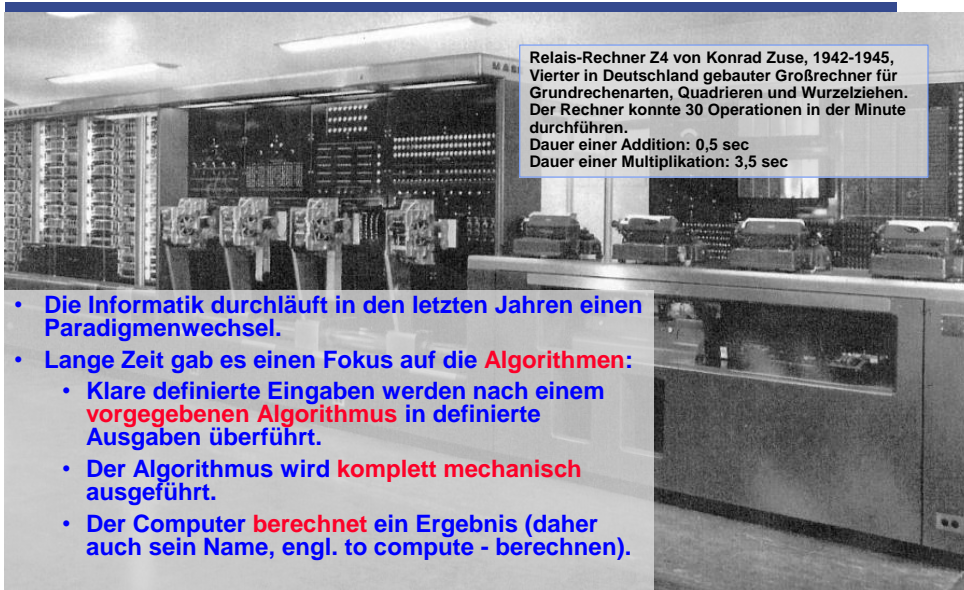 Relais-Rechner Z4 von Konrad Zuse, 1942-1945,
Vierter in Deutschland gebauter Großrechner für
Grundrechenarten, Quadrieren und Wurzelziehen.
Der Rechner konnte 30 Operationen in der Minute
durchführen.
Dauer einer Addition: 0,5 sec
Dauer einer Multiplikation: 3,5 sec
• Die Informatik durchläuft in den letzten Jahren einen
Paradigmenwechsel.
• Lange Zeit gab es einen Fokus auf die Algorithmen:
• Klare definierte Eingaben werden nach einem
vorgegebenen Algorithmus in definierte
Ausgaben überführt.
• Der Algorithmus wird komplett mechanisch
ausgeführt.
• Der Computer berechnet ein Ergebnis (daher
auch sein Name, engl. to compute - berechnen).